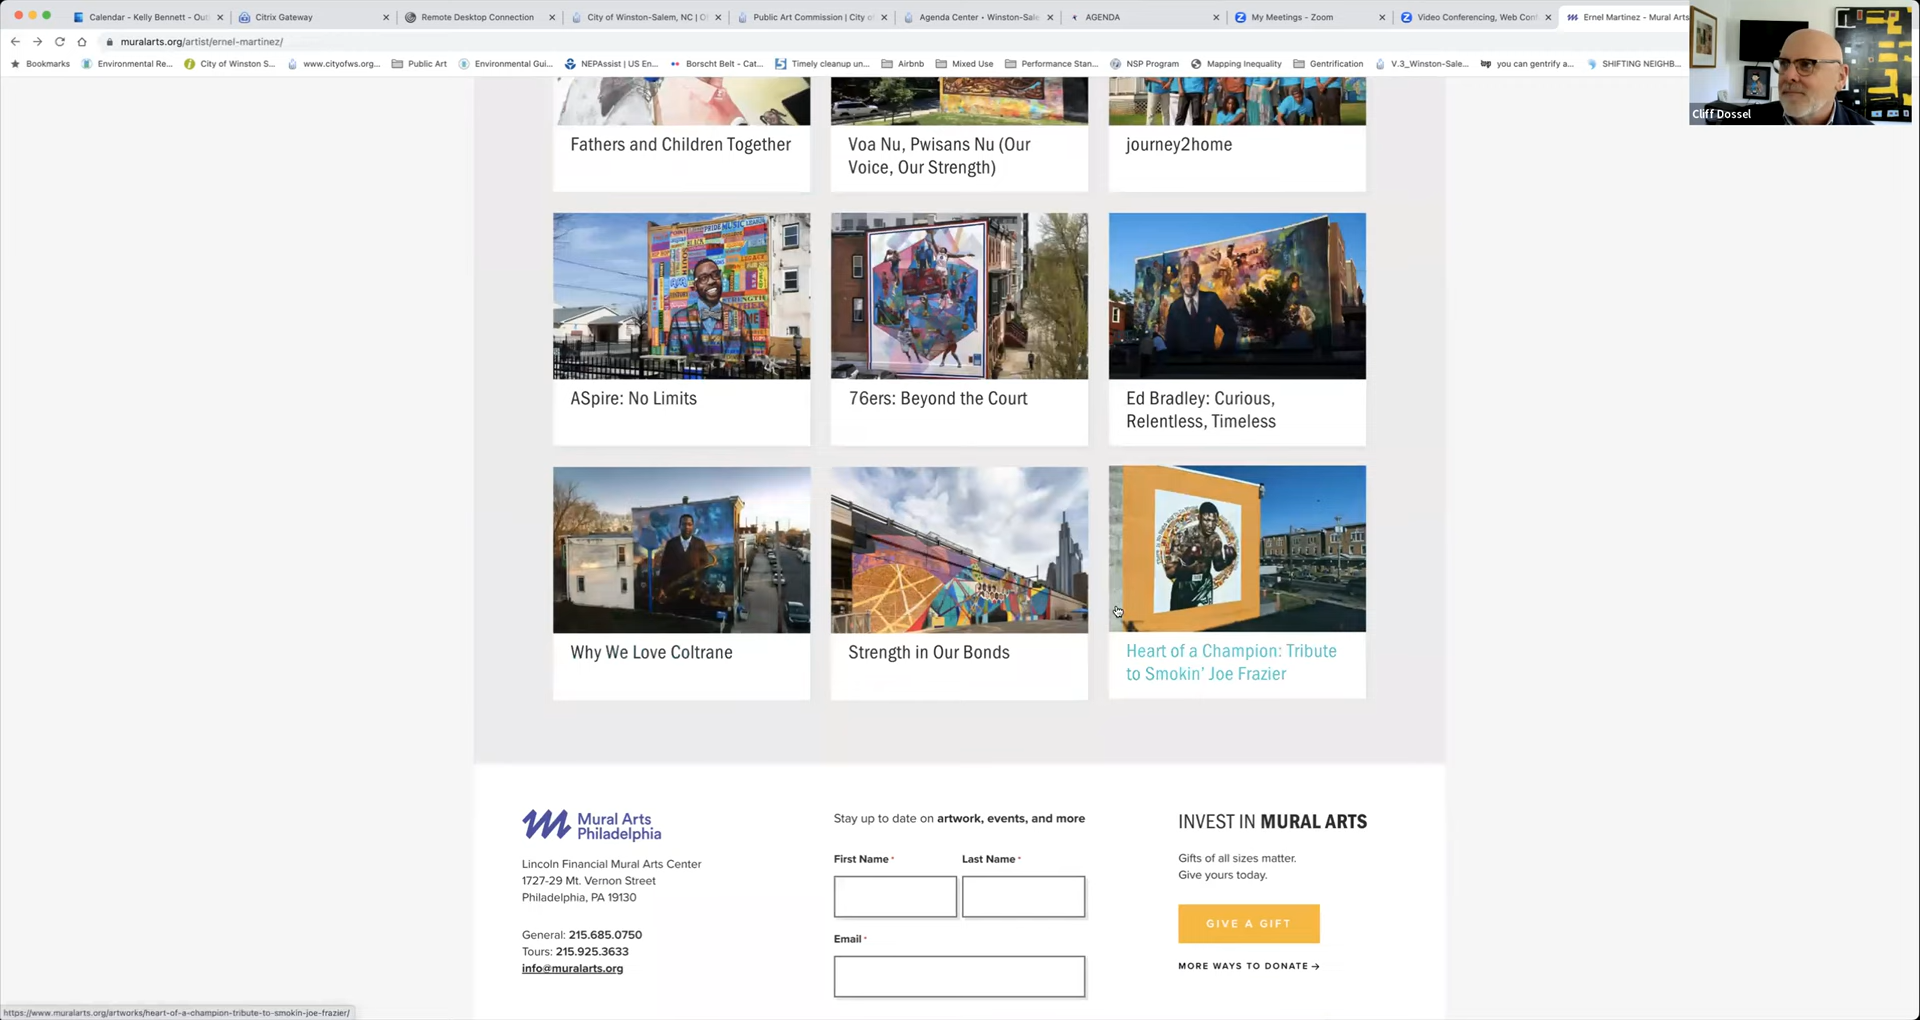 Calendar - Kelly Bennett - Ou
Citrix Gateway
Remote Desktop Connection
City of Winston-Salem, NC | O
Public Art Commission | City o
Agenda Center • Winston-Sale
AGENDA
My Meetings - Zoom
Video Conferencing, Web Con
Ernel Martinez - Mural Arts
muralarts.org/artist/ernel-martinez/
Bookmarks
Environmental Re...
City of Winston S...
www.cityofws.org...
Public Art
Environmental Gui...
NEPAssist | US En...
Borscht Belt - Cat...
Timely cleanup un...
Airbnb
Mixed Use
Performance Stan...
NSP Program
Mapping Inequality
Gentrification
V.3_Winston-Sale...
you can gentrify a...
SHIFTING NEIGHB...
Cliff Dossel
Fathers and Children Together
Voa Nu, Pwisans Nu (Our
Voice, Our Strength)
journey2home
PRIDE MUSIC
STRENGTH
ASpire: No Limits
76ers: Beyond the Court
Ed Bradley: Curious,
Relentless, Timeless
Why We Love Coltrane
Strength in Our Bonds
Heart of a Champion: Tribute
to Smokin' Joe Frazier
Mural Arts
Philadelphia
Lincoln Financial Mural Arts Center
1727-29 Mt. Vernon Street
Philadelphia, PA 19130
General: 215.685.0750
Tours: 215.925.3633
info@muralarts.org
Stay up to date on artwork, events, and more
First Name *
Last Name *
Email *
INVEST IN MURAL ARTS
Gifts of all sizes matter.
Give yours today.
GIVE A GIFT
MORE WAYS TO DONATE →
https://www.muralarts.org/artworks/heart-of-a-champion-tribute-to-smokin-joe-frazier/